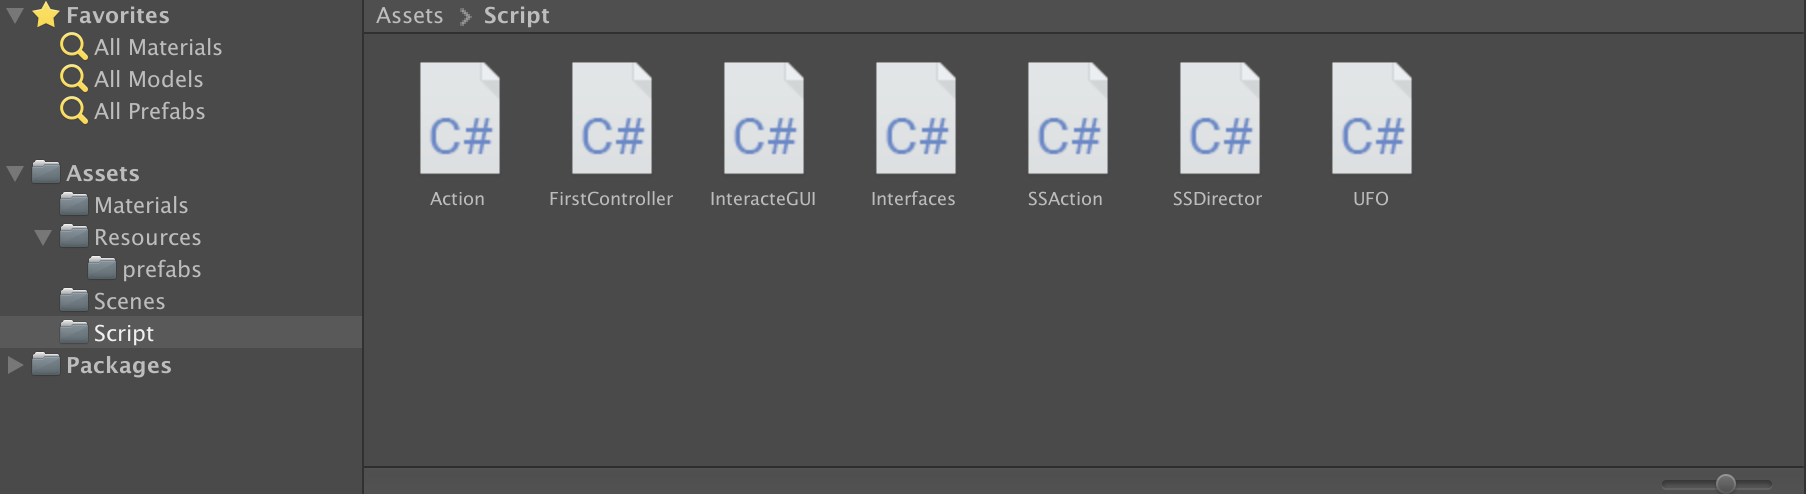 Favorites
All Materials
All Models
All Prefabs
Assets
Materials
Resources
prefabs
Scenes
Script
Packages
Assets > Script
C# C# C# C# C# C# C#
Action FirstController InteracteGUI Interfaces SSAction SSDirector UFO